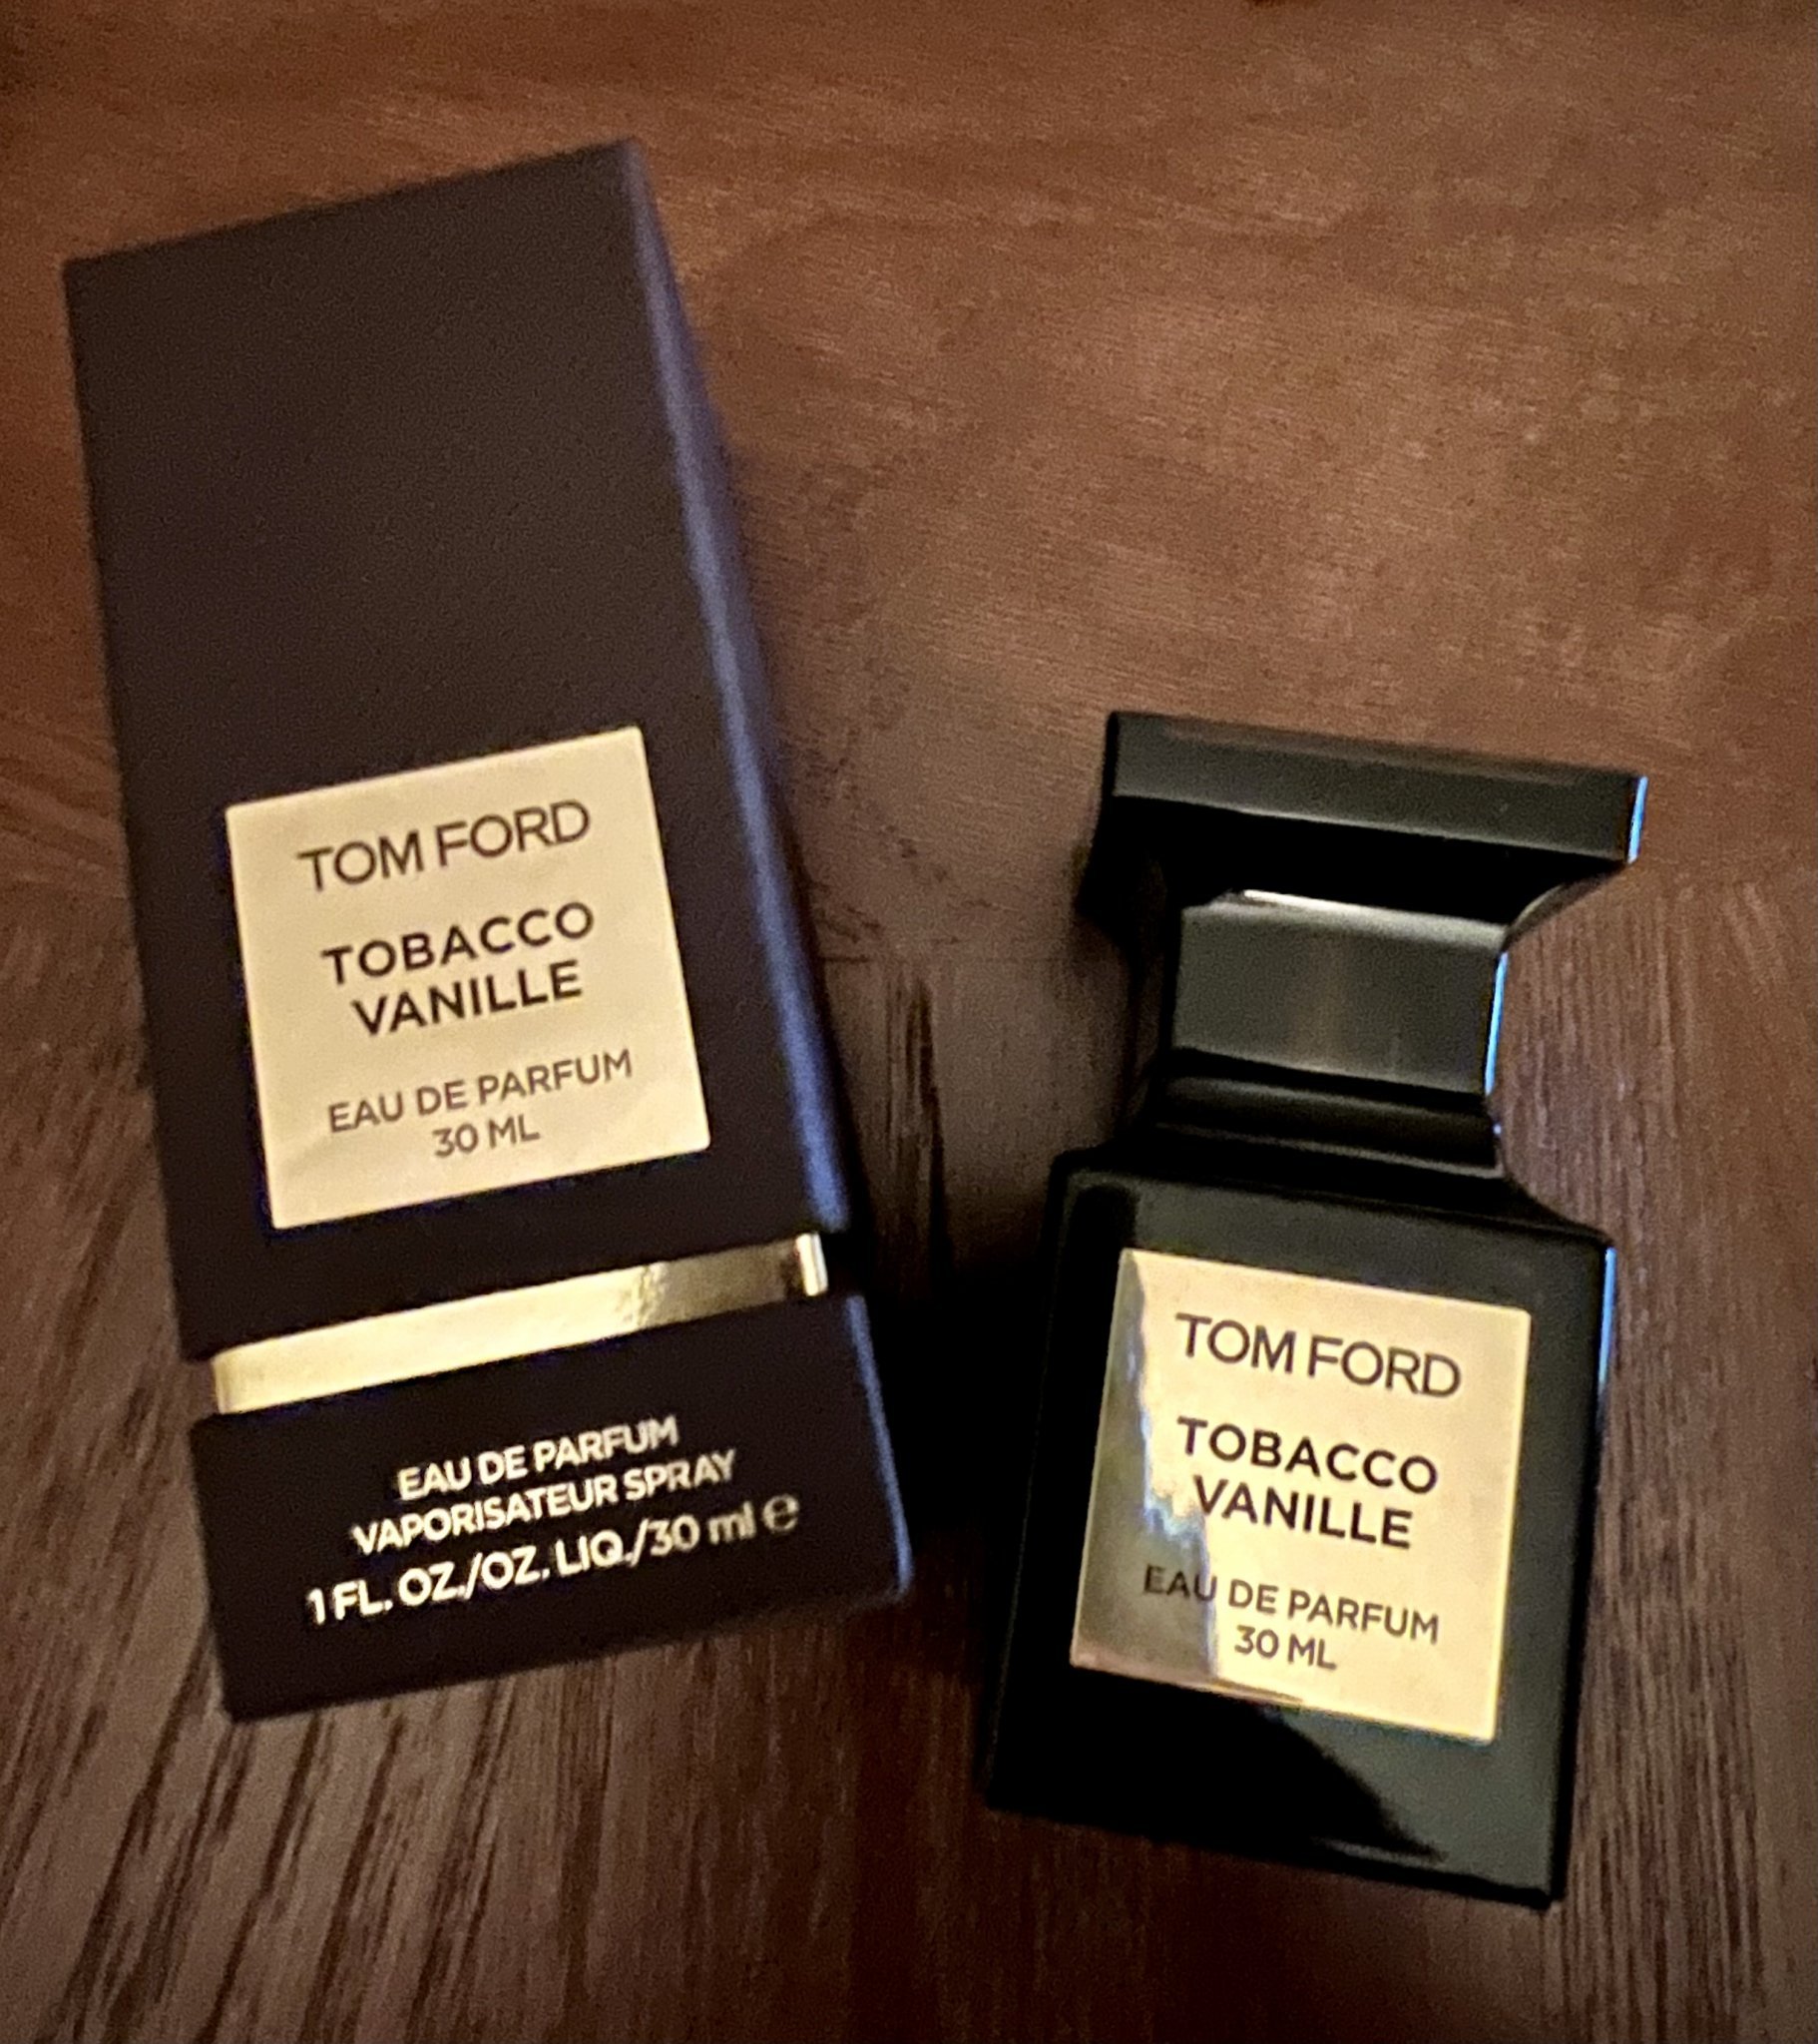 TOM FORD
TOBACCO
VANILLE
EAU DE PARFUM
30 ML
EAU DE PARFUM
VAPORISATEUR SPRAY
1 FL. OZ./OZ. LIQ./30 ml ℮
TOM FORD
TOBACCO
VANILLE
EAU DE PARFUM
30 ML